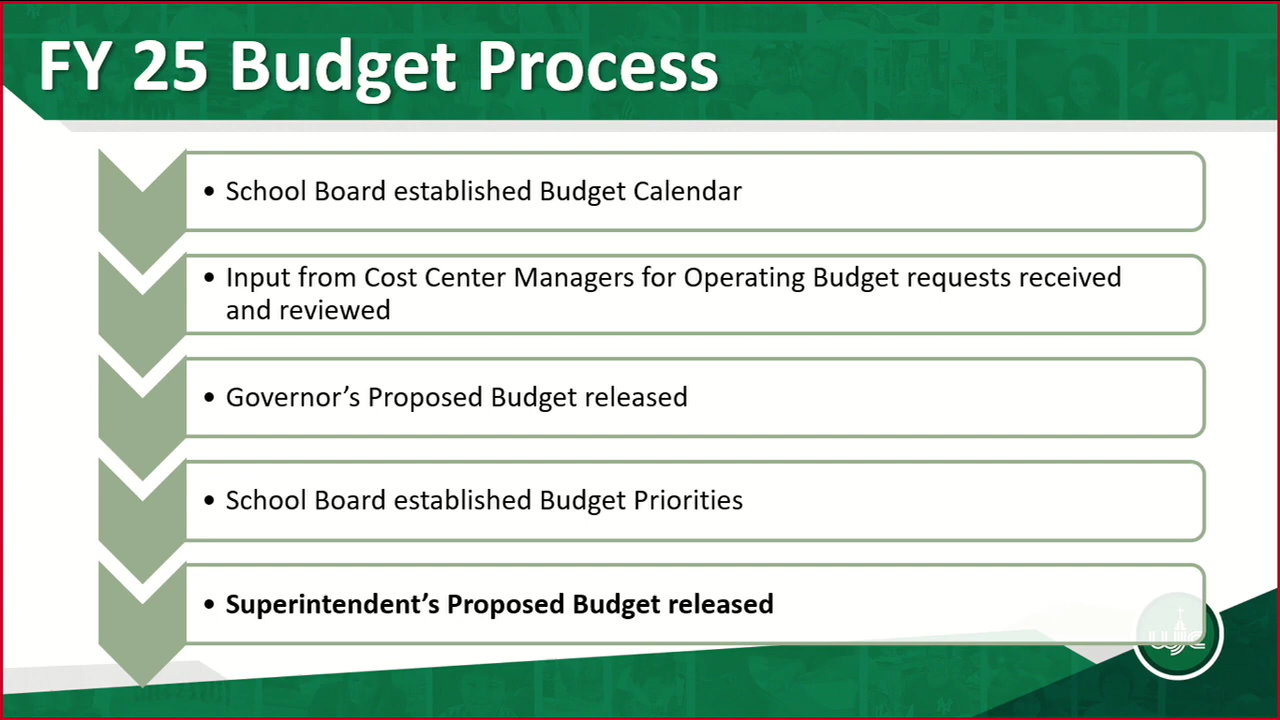 FY 25 Budget Process
• School Board established Budget Calendar
• Input from Cost Center Managers for Operating Budget requests received
and reviewed
• Governor’s Proposed Budget released
• School Board established Budget Priorities
• Superintendent’s Proposed Budget released